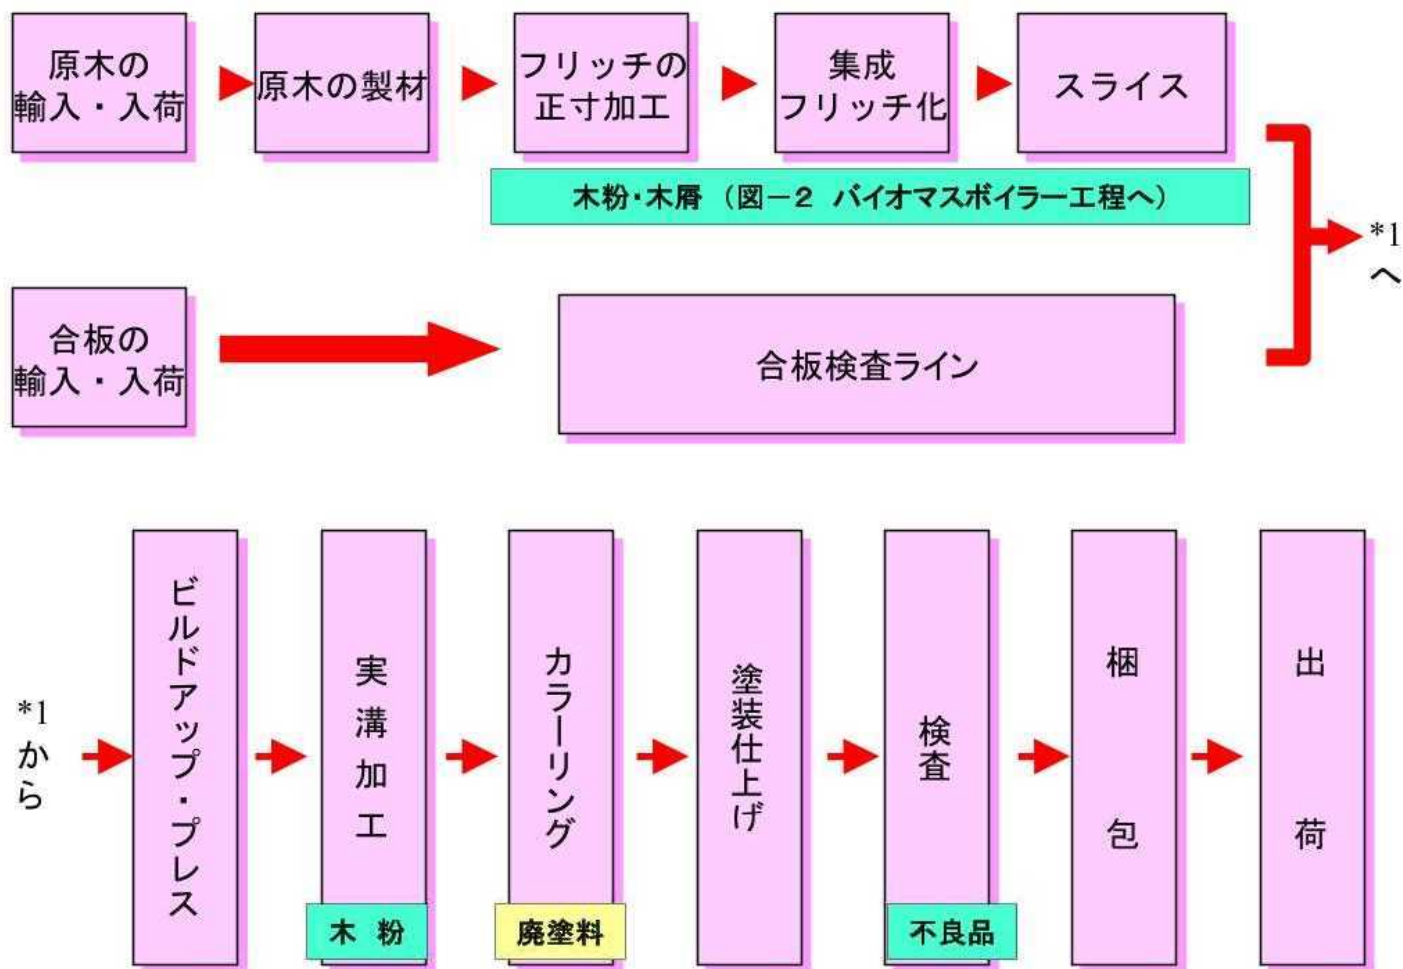 原木の
輸入・入荷
原木の製材
フリッチの
正寸加工
集成
フリッチ化
スライス
木粉・木屑 （図－２ バイオマスボイラー工程へ）
*1
へ
合板の
輸入・入荷
合板検査ライン
*1
から
ビルドアップ・プレス
実溝加工
カラーリング
塗装仕上げ
検査
梱包
出荷
木 粉
廃塗料
不良品